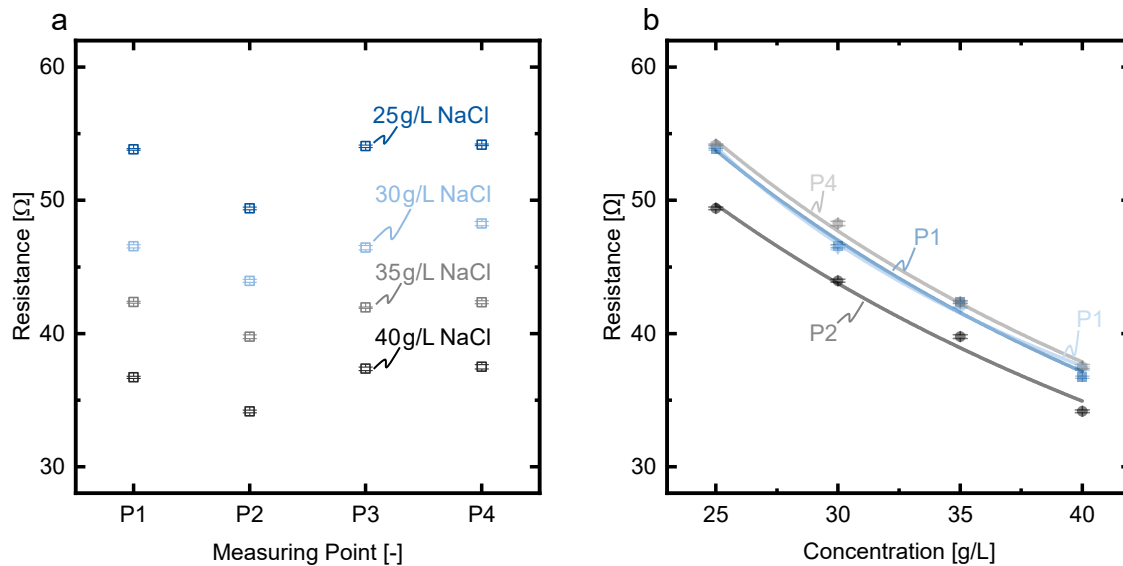 a
60
50
40
30
Resistance [Ω]
25g/L NaCl
30g/L NaCl
35g/L NaCl
40g/L NaCl
P1 P2 P3 P4
Measuring Point [-]
b
60
50
40
30
Resistance [Ω]
P4
P1
P2
P1
25 30 35 40
Concentration [g/L]